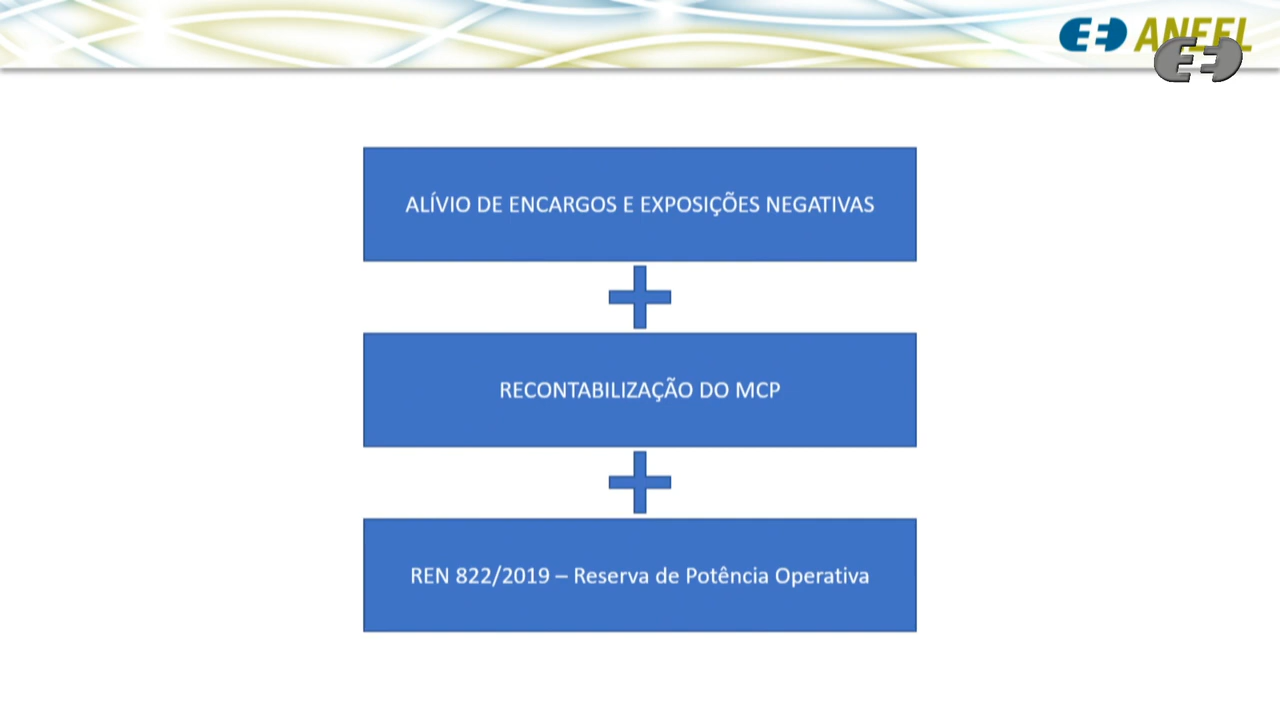 ANEEL
ALÍVIO DE ENCARGOS E EXPOSIÇÕES NEGATIVAS
RECONTABILIZAÇÃO DO MCP
REN 822/2019 – Reserva de Potência Operativa